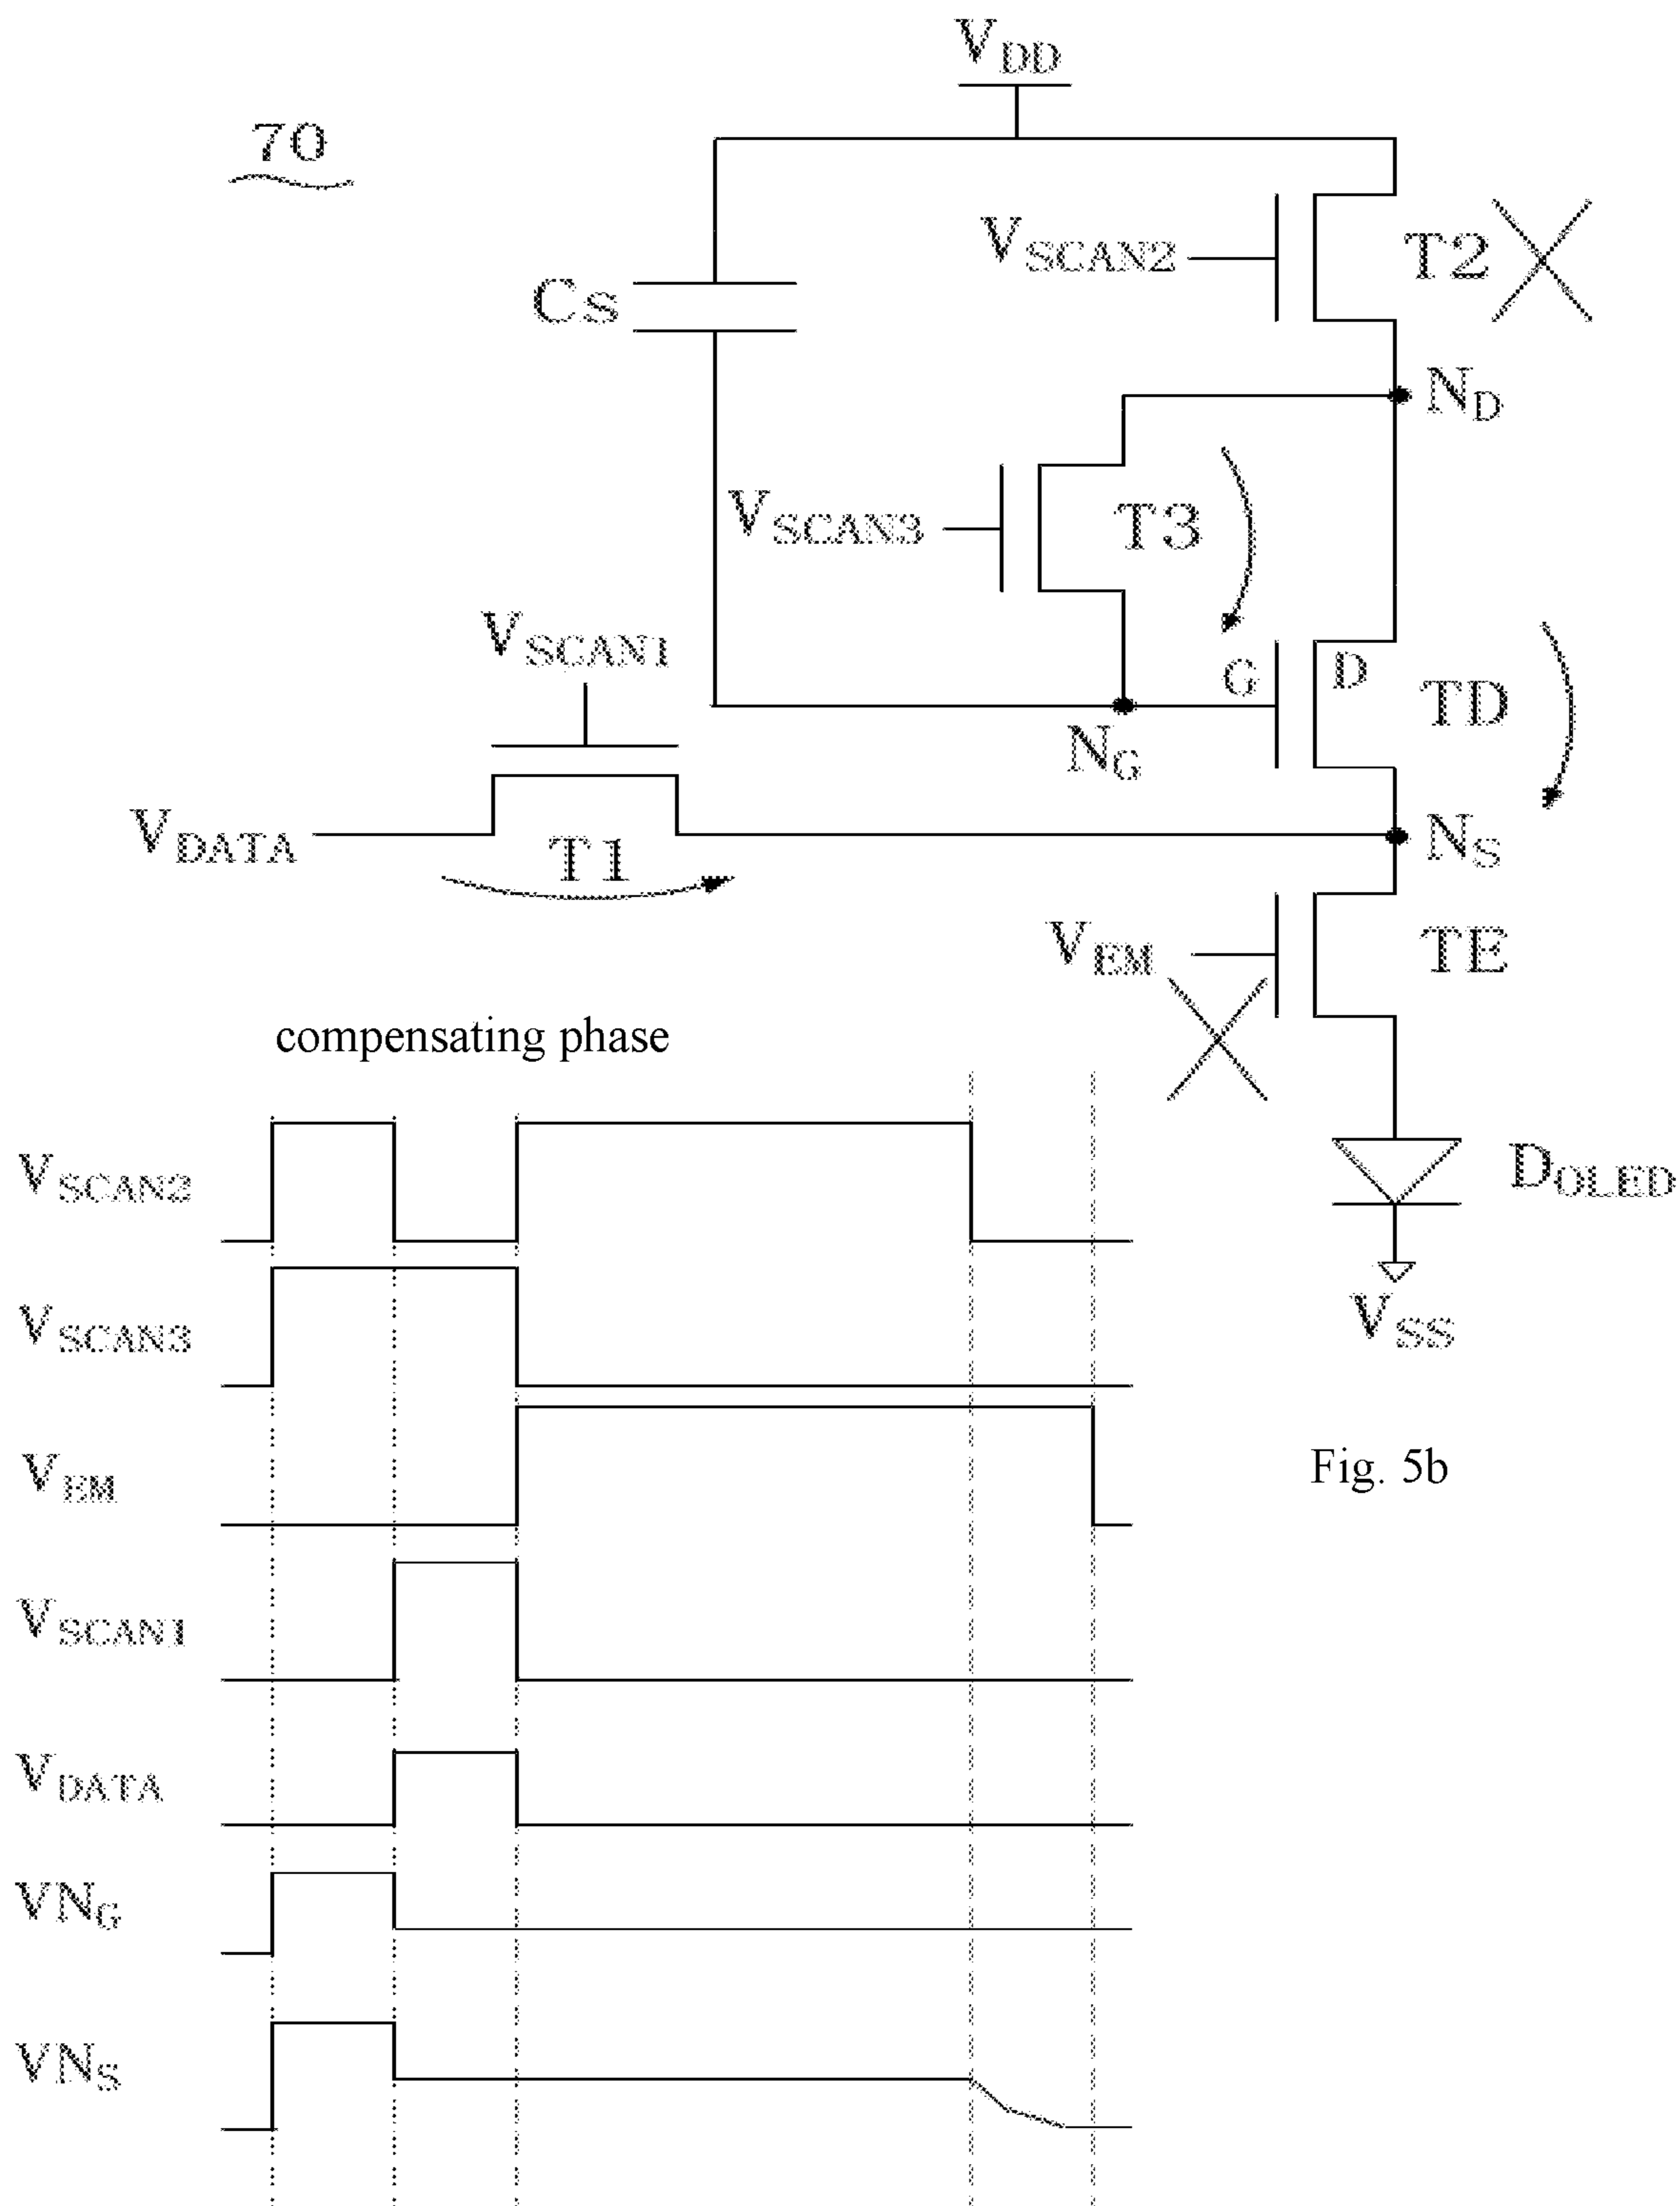 VDD
70
VSCAN2
T2
Cs
ND
VSCAN3
T3
VSCAN1
G
D
TD
NG
VDATA
T1
NS
VEM
TE
compensating phase
DOLED
VSS
VSCAN2
VSCAN3
VEM
Fig. 5b
VSCAN1
VDATA
VNG
VNS